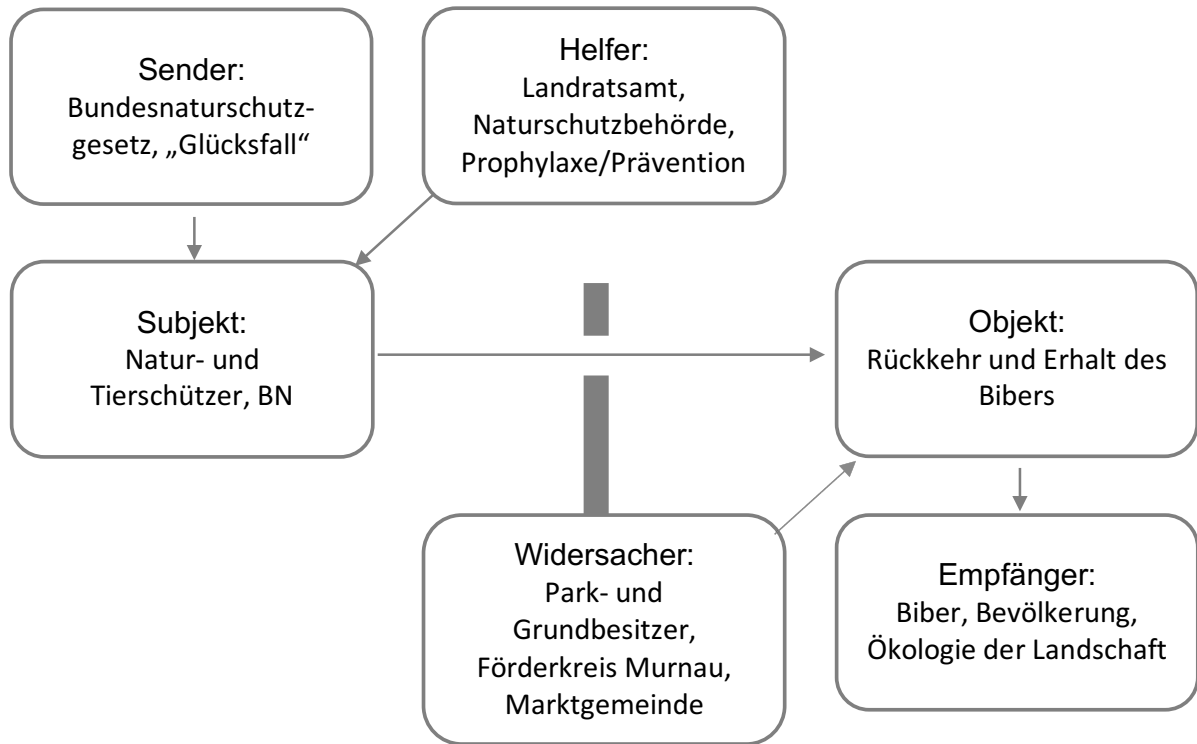 Sender:
Bundesnaturschutz-
gesetz, „Glücksfall“
Helfer:
Landratsamt,
Naturschutzbehörde,
Prophylaxe/Prävention
Subjekt:
Natur- und
Tierschützer, BN
Objekt:
Rückkehr und Erhalt des
Bibers
Widersacher:
Park- und
Grundbesitzer,
Förderkreis Murnau,
Marktgemeinde
Empfänger:
Biber, Bevölkerung,
Ökologie der Landschaft